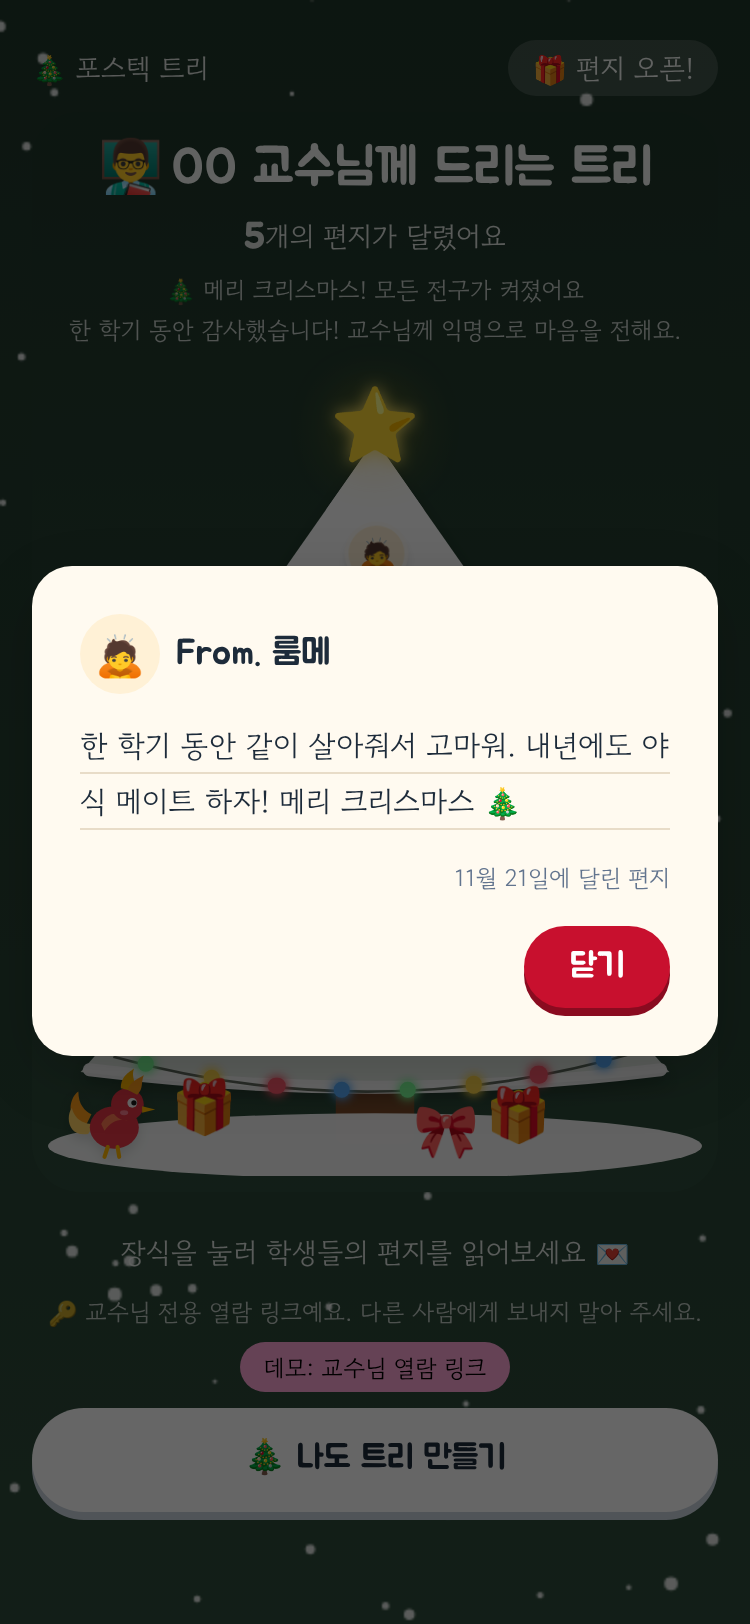 🎄 포스텍 트리
🎁 편지 오픈!
👨‍🏫 OO 교수님께 드리는 트리
5개의 편지가 달렸어요
🎄 메리 크리스마스! 모든 전구가 켜졌어요
한 학기 동안 감사했습니다! 교수님께 익명으로 마음을 전해요.
From. 룸메
한 학기 동안 같이 살아줘서 고마워. 내년에도 야
식 메이트 하자! 메리 크리스마스 🎄
11월 21일에 달린 편지
닫기
장식을 눌러 학생들의 편지를 읽어보세요 💌
🔑 교수님 전용 열람 링크예요. 다른 사람에게 보내지 말아 주세요.
데모: 교수님 열람 링크
🎄 나도 트리 만들기